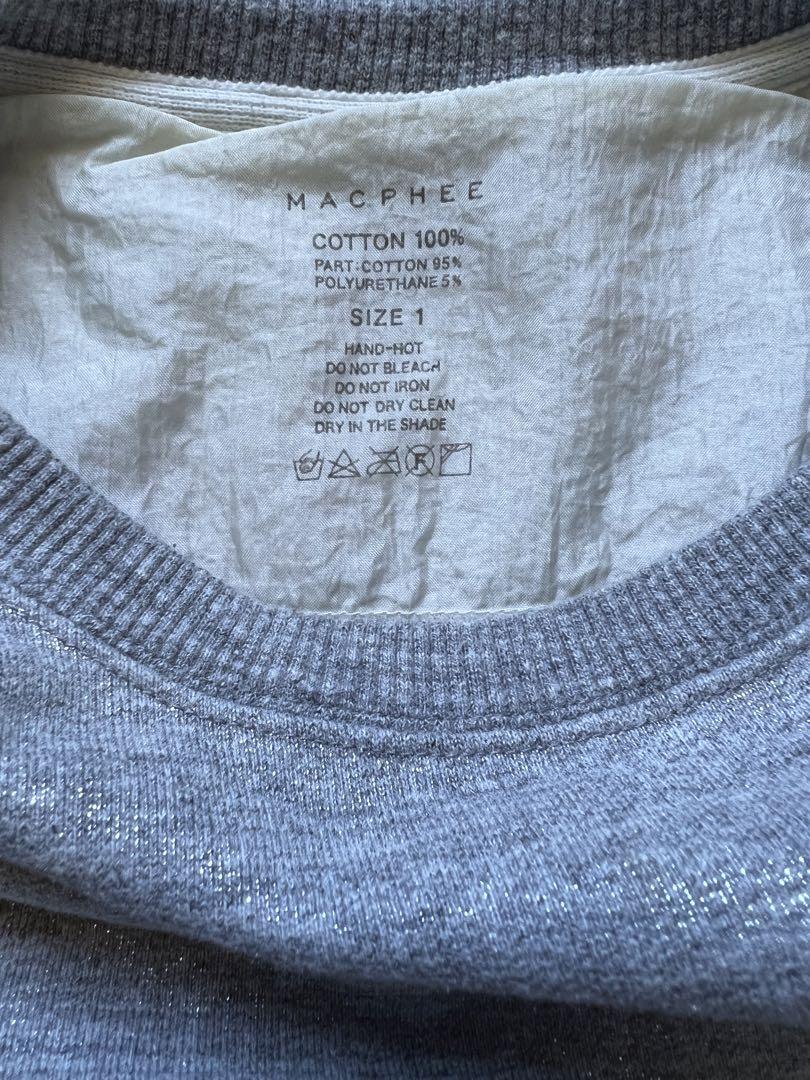 MACPHEE
COTTON 100%
PART:COTTON 95%
POLYURETHANE 5%
SIZE 1
HAND-HOT
DO NOT BLEACH
DO NOT IRON
DO NOT DRY CLEAN
DRY IN THE SHADE